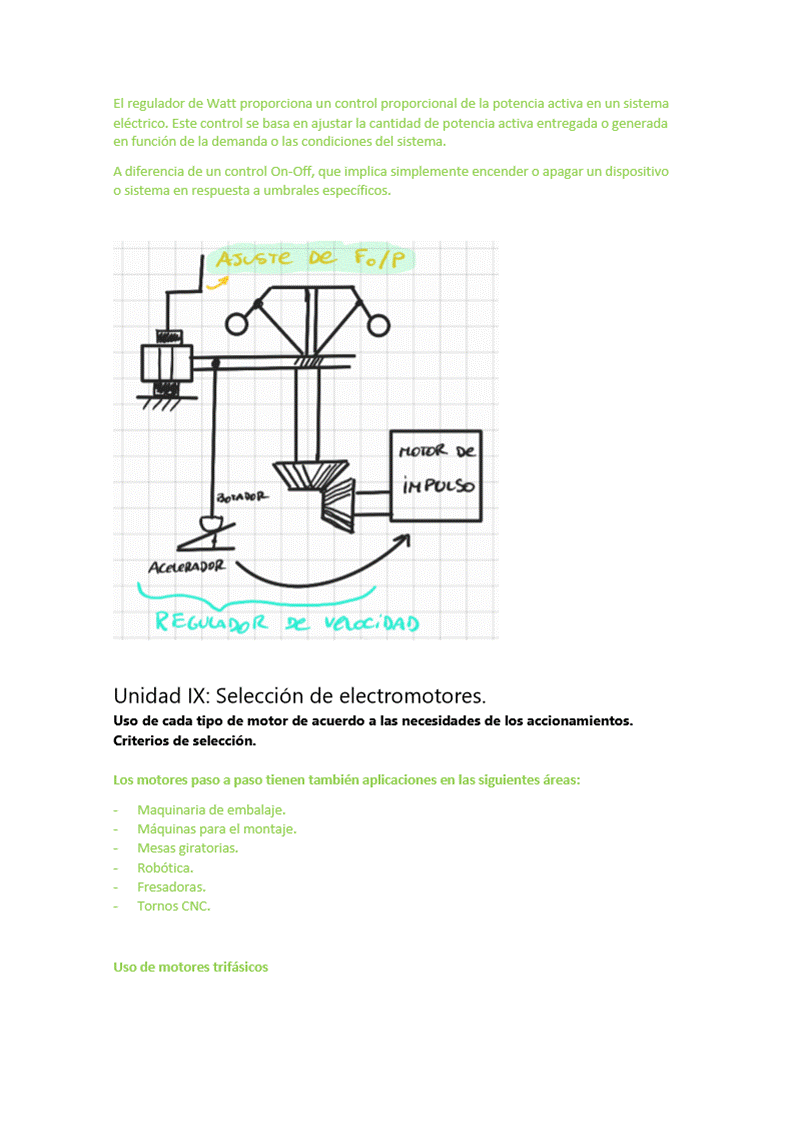 El regulador de Watt proporciona un control proporcional de la potencia activa en un sistema
eléctrico. Este control se basa en ajustar la cantidad de potencia activa entregada o generada
en función de la demanda o las condiciones del sistema.
A diferencia de un control On-Off, que implica simplemente encender o apagar un dispositivo
o sistema en respuesta a umbrales específicos.
AJUSTE DE Fo/P
MOTOR DE
IMPULSO
BOTADOR
ACELERADOR
REGULADOR DE VELOCIDAD
Unidad IX: Selección de electromotores.
Uso de cada tipo de motor de acuerdo a las necesidades de los accionamientos.
Criterios de selección.
Los motores paso a paso tienen también aplicaciones en las siguientes áreas:
- Maquinaria de embalaje.
- Máquinas para el montaje.
- Mesas giratorias.
- Robótica.
- Fresadoras.
- Tornos CNC.
Uso de motores trifásicos